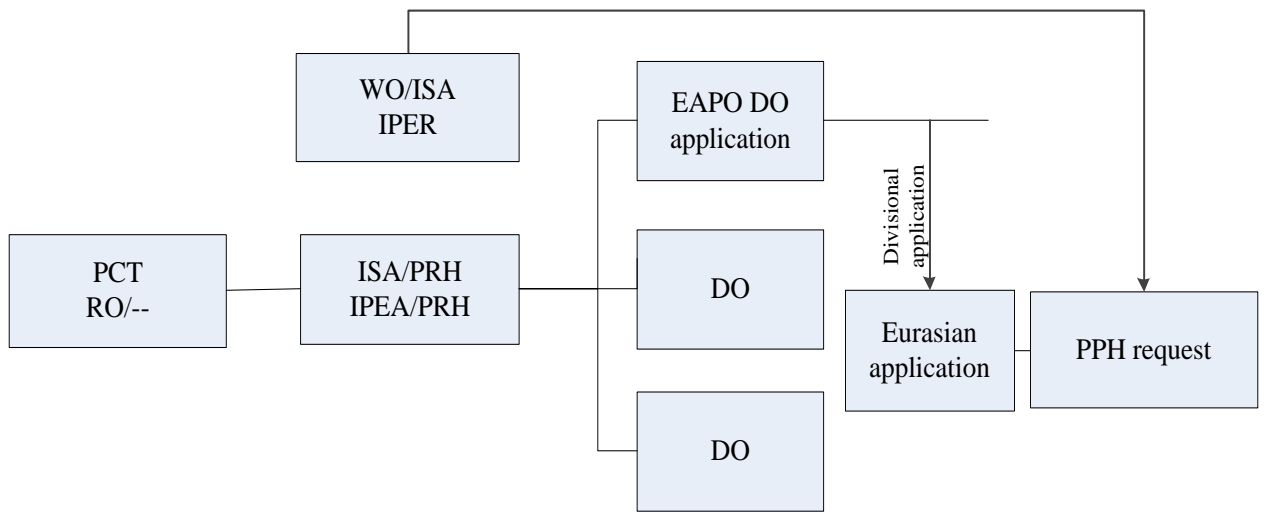 WO/ISA
IPER
EAPO DO
application
Divisional
application
PCT
RO/--
ISA/PRH
IPEA/PRH
DO
Eurasian
application
PPH request
DO